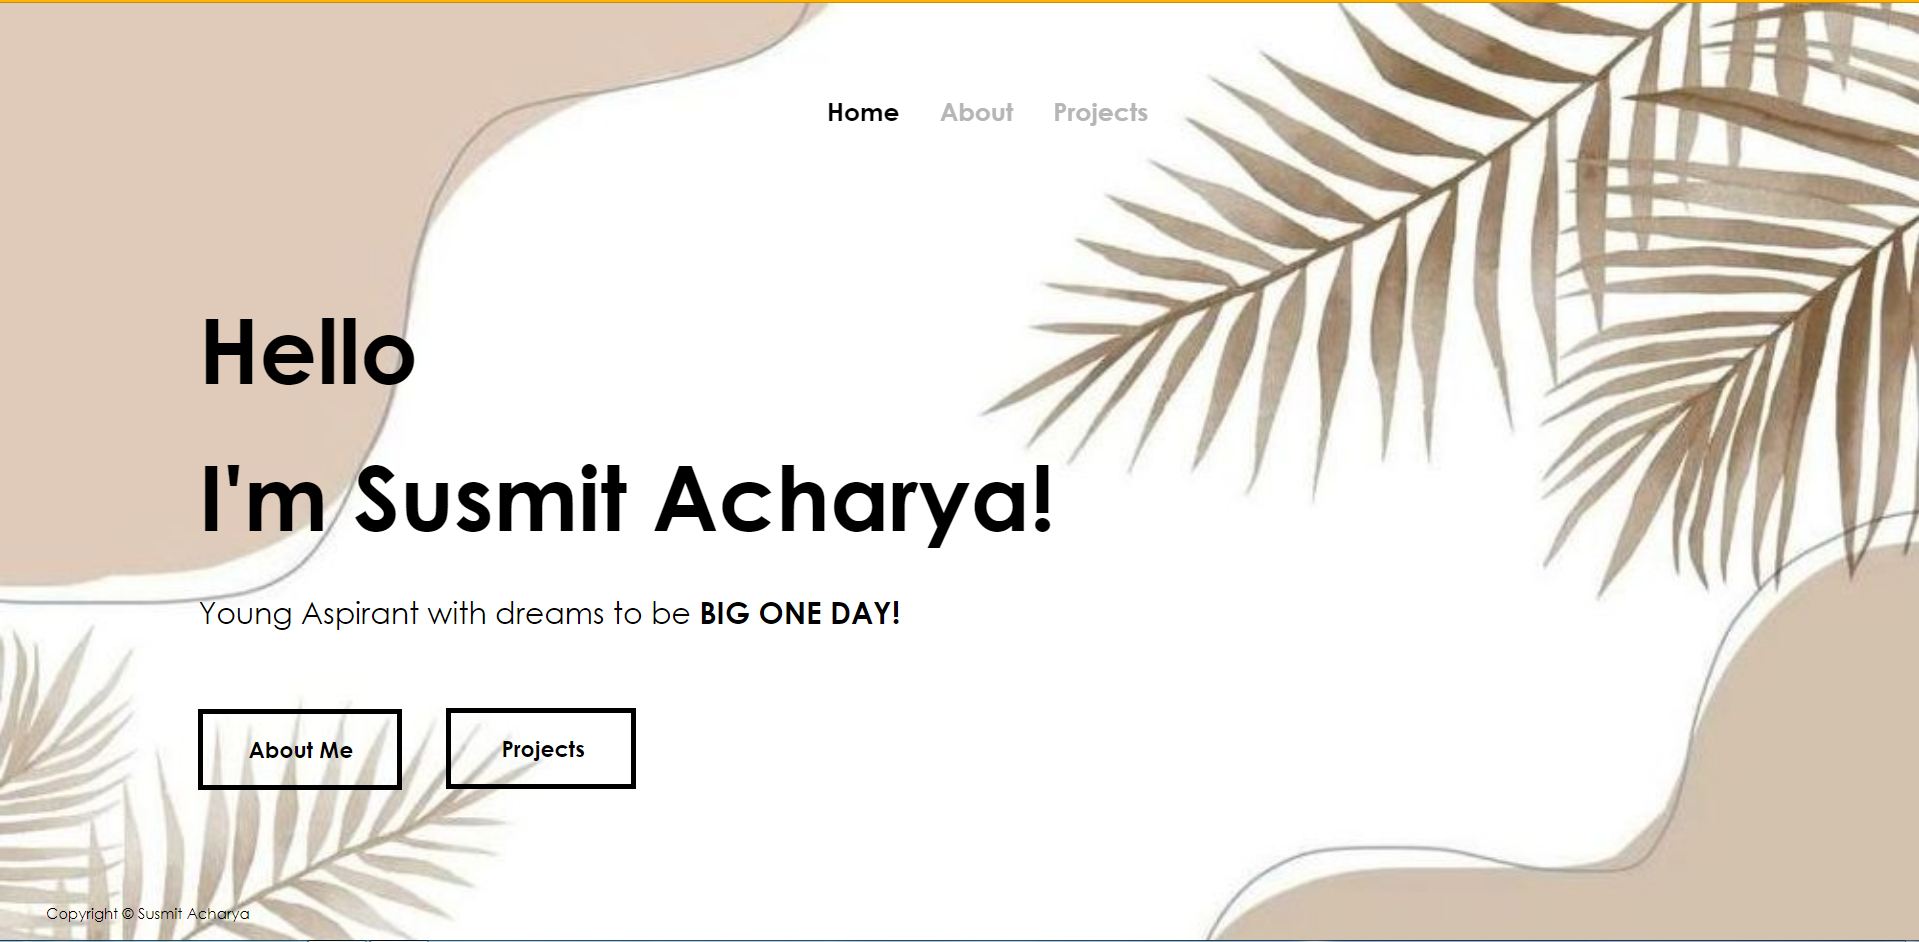 Home About Projects
Hello
I'm Susmit Acharya!
Young Aspirant with dreams to be BIG ONE DAY!
About Me Projects
Copyright © Susmit Acharya